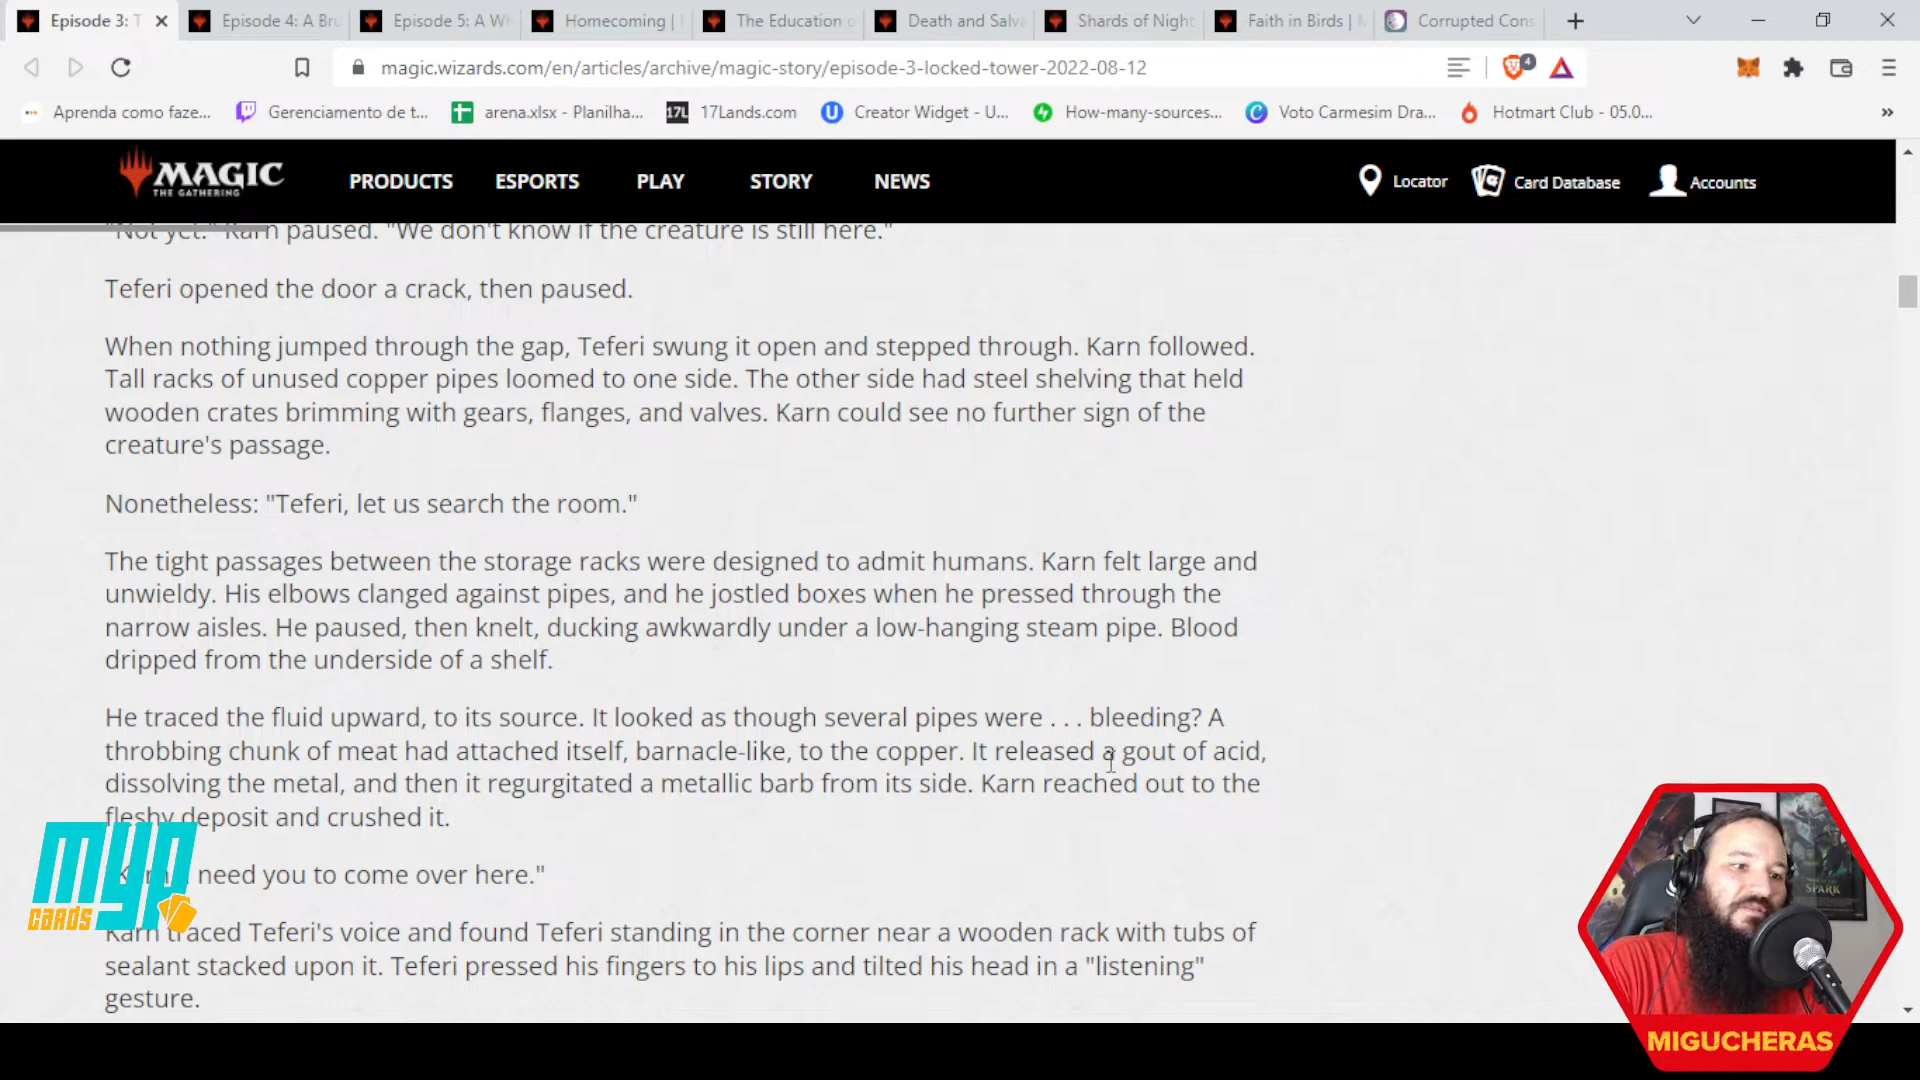 Episode 3: T
Episode 4: A Bru
Episode 5: A Wh
Homecoming |
The Education o
Death and Salva
Shards of Night
Faith in Birds | M
Corrupted Cons
magic.wizards.com/en/articles/archive/magic-story/episode-3-locked-tower-2022-08-12
4
Aprenda como faze...
Gerenciamento de t...
arena.xlsx - Planilha...
17L 17Lands.com
U Creator Widget - U...
How-many-sources...
C Voto Carmesim Dra...
Hotmart Club - 05.0...
»
MAGIC
THE GATHERING
PRODUCTS
ESPORTS
PLAY
STORY
NEWS
Locator
Card Database
Accounts
"Not yet." Karn paused. "We don't know if the creature is still here."
Teferi opened the door a crack, then paused.
When nothing jumped through the gap, Teferi swung it open and stepped through. Karn followed.
Tall racks of unused copper pipes loomed to one side. The other side had steel shelving that held
wooden crates brimming with gears, flanges, and valves. Karn could see no further sign of the
creature's passage.
Nonetheless: "Teferi, let us search the room."
The tight passages between the storage racks were designed to admit humans. Karn felt large and
unwieldy. His elbows clanged against pipes, and he jostled boxes when he pressed through the
narrow aisles. He paused, then knelt, ducking awkwardly under a low-hanging steam pipe. Blood
dripped from the underside of a shelf.
He traced the fluid upward, to its source. It looked as though several pipes were . . . bleeding? A
throbbing chunk of meat had attached itself, barnacle-like, to the copper. It released a gout of acid,
dissolving the metal, and then it regurgitated a metallic barb from its side. Karn reached out to the
fleshy deposit and crushed it.
need you to come over here."
Karn traced Teferi's voice and found Teferi standing in the corner near a wooden rack with tubs of
sealant stacked upon it. Teferi pressed his fingers to his lips and tilted his head in a "listening"
gesture.
MYP
CARDS
SPARK
MIGUCHERAS